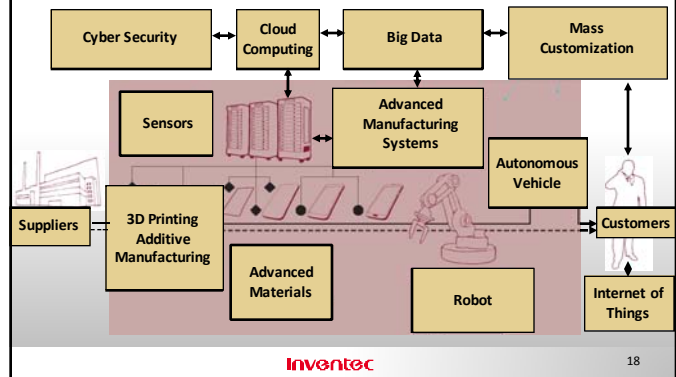 Cyber Security
Cloud
Computing
Big Data
Mass
Customization
Sensors
Advanced
Manufacturing
Systems
Autonomous
Vehicle
Suppliers
3D Printing
Additive
Manufacturing
Customers
Advanced
Materials
Robot
Internet of
Things
Inventec
18